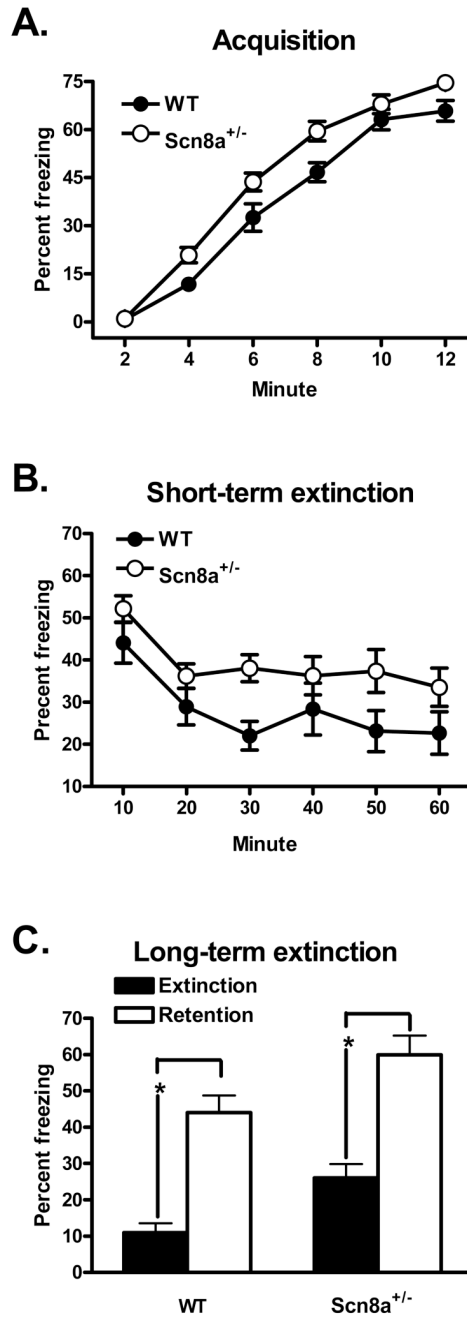 A.
Acquisition
WT
Scn8a+/-
75
60
45
30
15
0
Percent freezing
2 4 6 8 10 12
Minute
B.
Short-term extinction
WT
Scn8a+/-
70
60
50
40
30
20
10
Precent freezing
10 20 30 40 50 60
Minute
C.
Long-term extinction
Extinction
Retention
70
60
50
40
30
20
10
0
Percent freezing
* *
WT Scn8a+/-